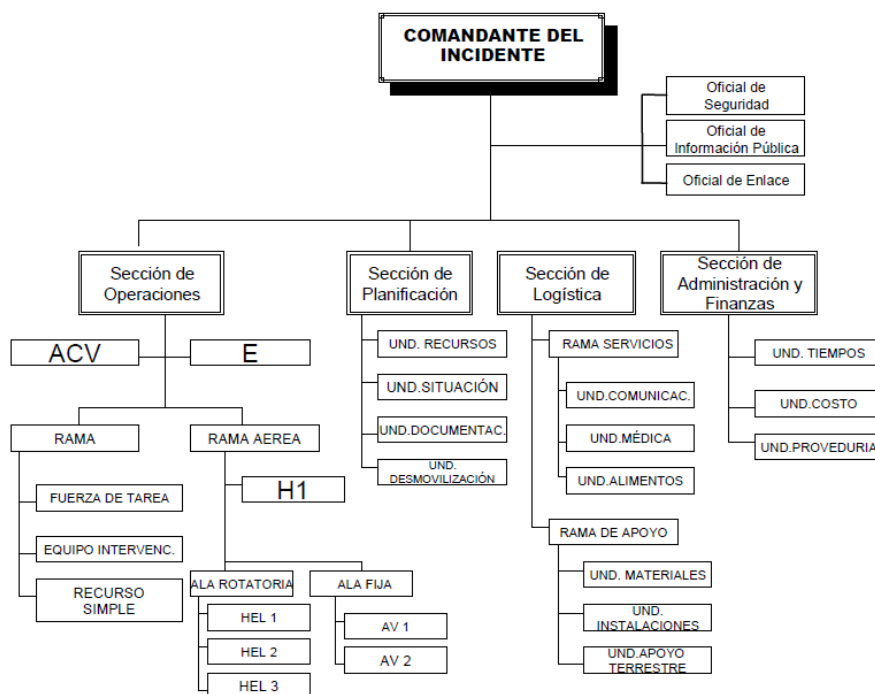 COMANDANTE DEL
INCIDENTE
Oficial de
Seguridad
Oficial de
Información Pública
Oficial de Enlace
Sección de
Operaciones
Sección de
Planificación
Sección de
Logística
Sección de
Administración y
Finanzas
ACV
E
RAMA
RAMA AEREA
FUERZA DE TAREA
EQUIPO INTERVENC.
RECURSO
SIMPLE
H1
ALA ROTATORIA
ALA FIJA
HEL 1
HEL 2
HEL 3
AV 1
AV 2
UND. RECURSOS
UND.SITUACIÓN
UND.DOCUMENTAC.
UND.
DESMOVILIZACIÓN
RAMA SERVICIOS
UND.COMUNICAC.
UND.MÉDICA
UND.ALIMENTOS
RAMA DE APOYO
UND. MATERIALES
UND.
INSTALACIONES
UND.APOYO
TERRESTRE
UND. TIEMPOS
UND.COSTO
UND.PROVEDURIA